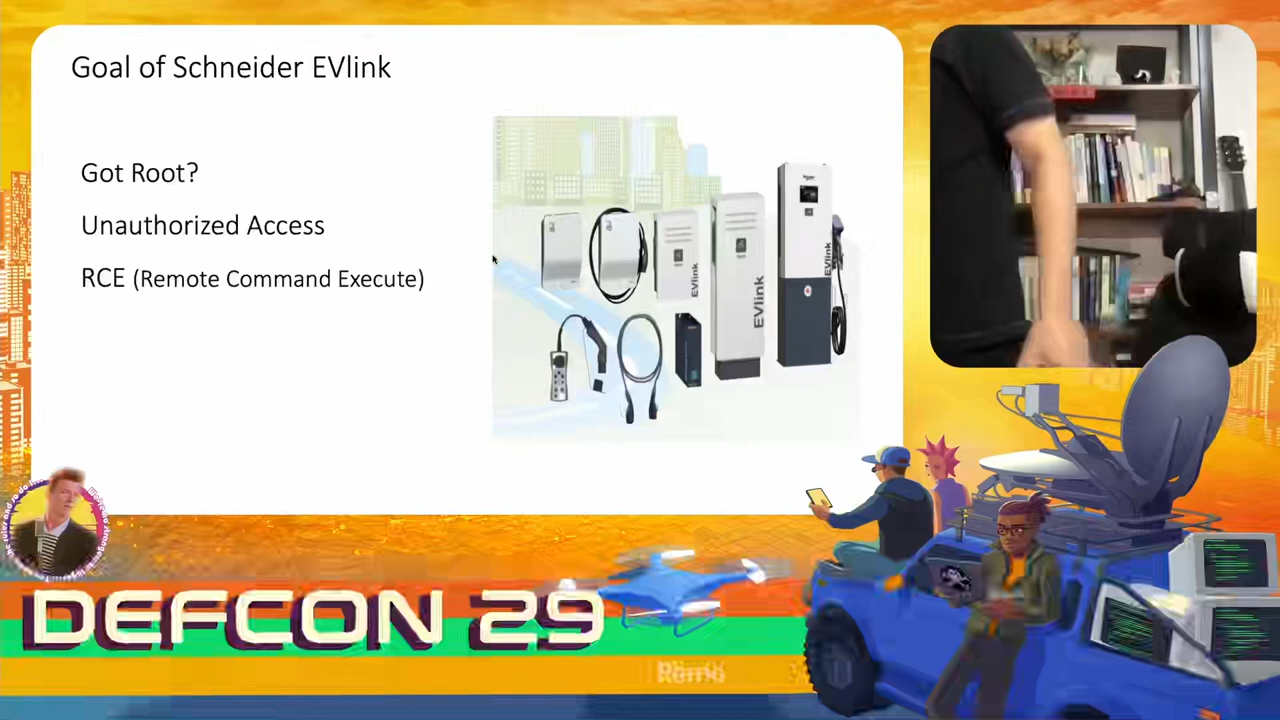 Goal of Schneider EVlink
Got Root?
Unauthorized Access
RCE (Remote Command Execute)
EVlink
EVlink
EVlink
DEFCON 29